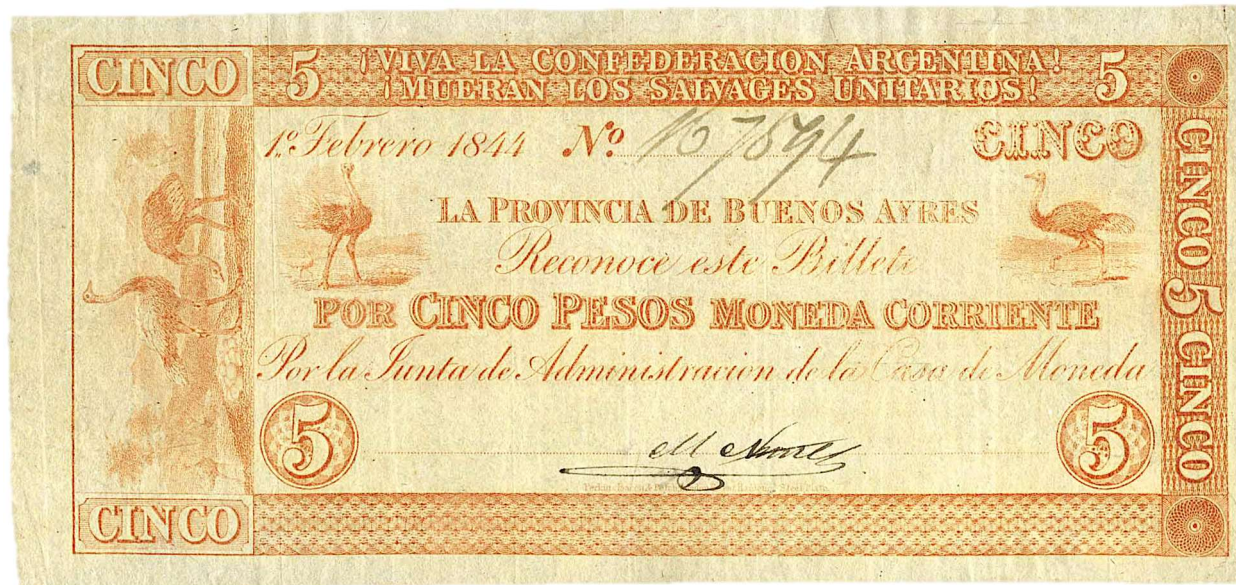 CINCO
5 ¡VIVA LA CONFEDERACION ARGENTINA! 5
¡MUERAN LOS SALVAGES UNITARIOS!
1º. Febrero 1844 Nº 167594 CINCO
LA PROVINCIA DE BUENOS AYRES
Reconoce este Billete
POR CINCO PESOS MONEDA CORRIENTE
Por la Junta de Administracion de la Casa de Moneda
5 5
CINCO
CINCO 5 CINCO